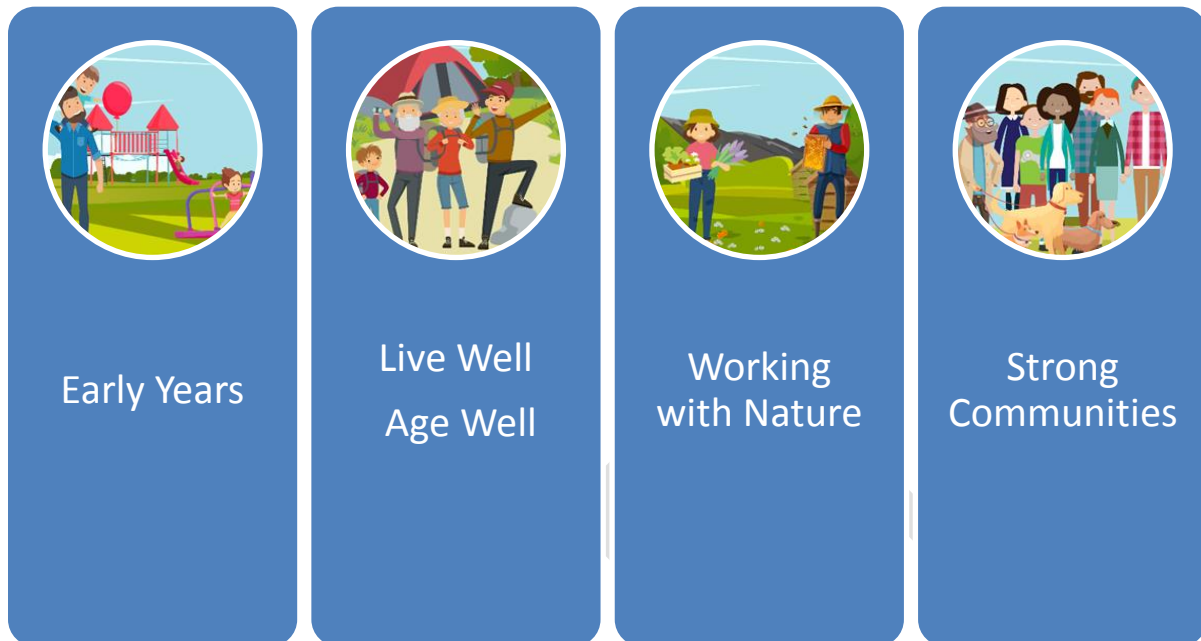 Early Years
Live Well
Age Well
Working
with Nature
Strong
Communities